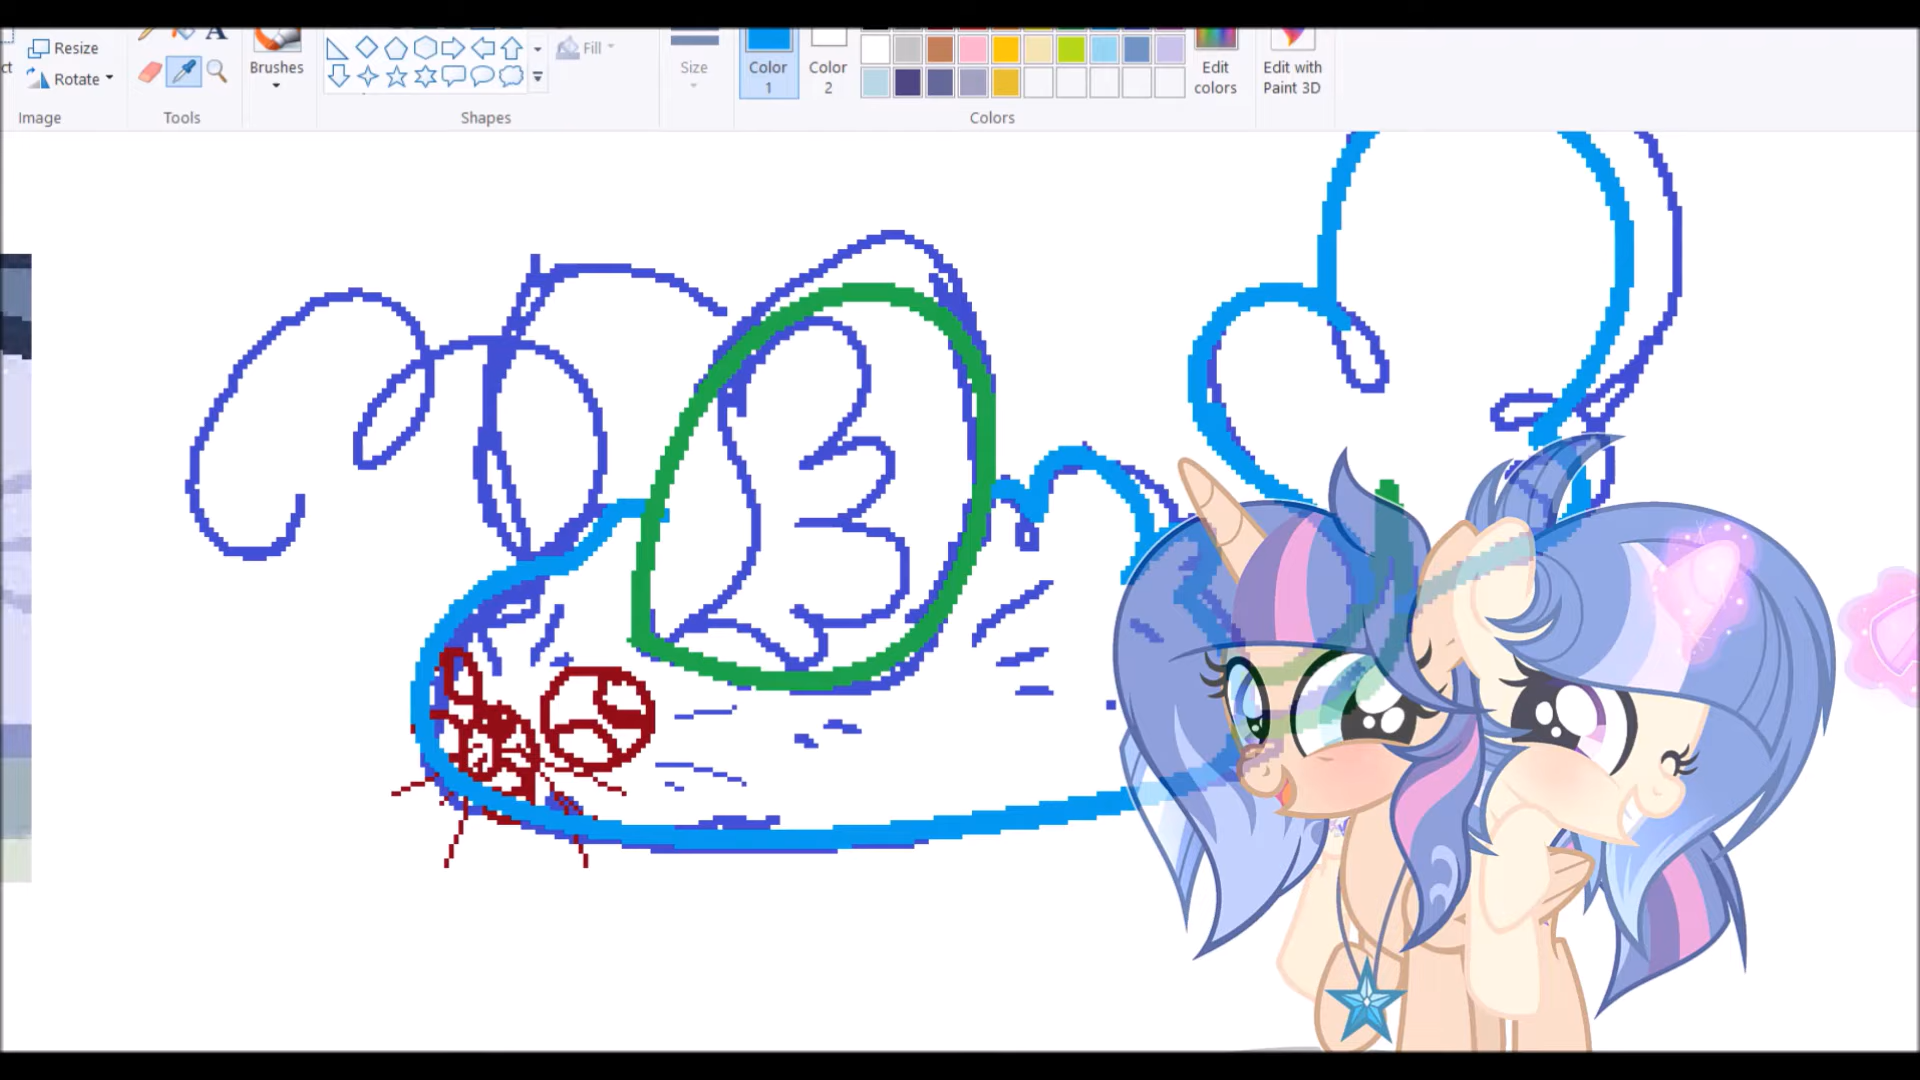 Resize
ct
Rotate
A
Brushes
Fill
Size
Color
1
Color
2
Edit
colors
Edit with
Paint 3D
Image
Tools
Shapes
Colors